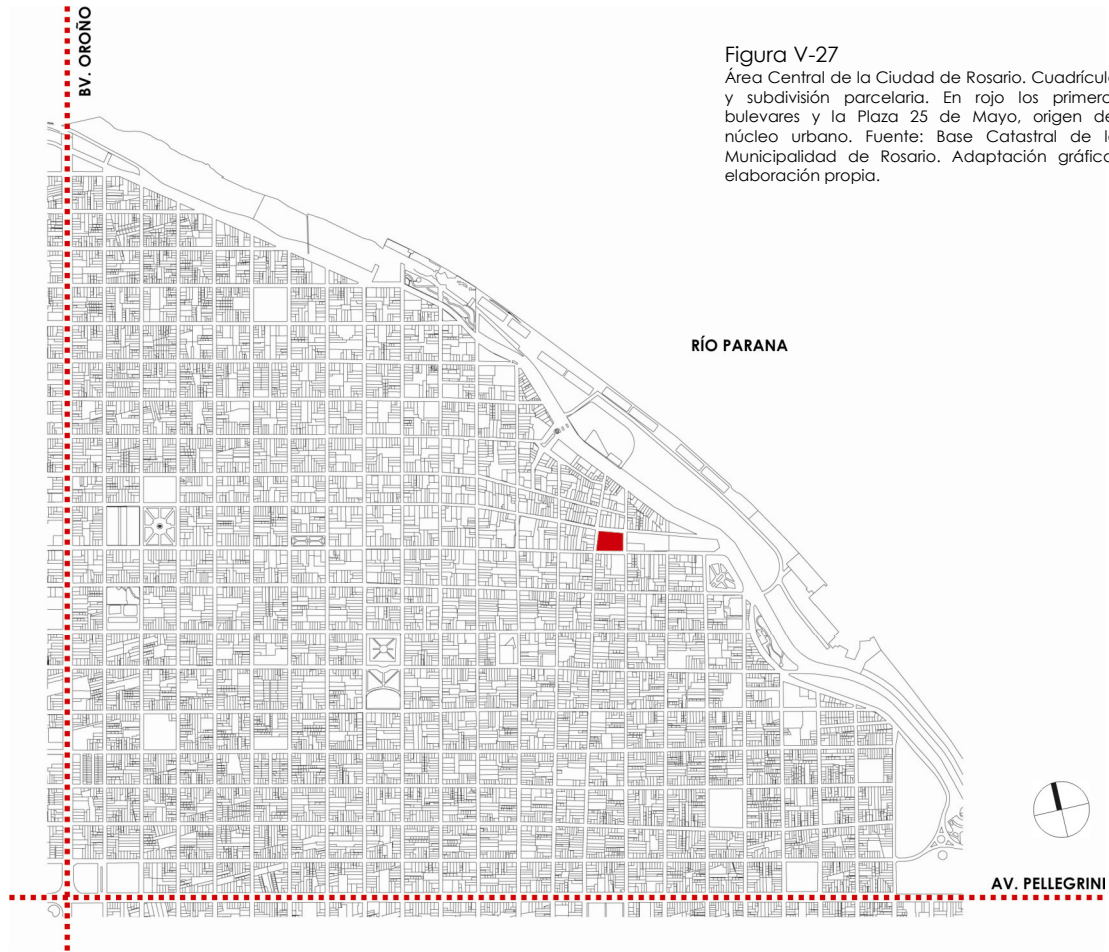 BV. OROÑO
Figura V-27
Área Central de la Ciudad de Rosario. Cuadrícul
y subdivisión parcelaria. En rojo los primero
bulevares y la Plaza 25 de Mayo, origen de
núcleo urbano. Fuente: Base Catastral de l
Municipalidad de Rosario. Adaptación gráfica
elaboración propia.
RÍO PARANA
AV. PELLEGRINI